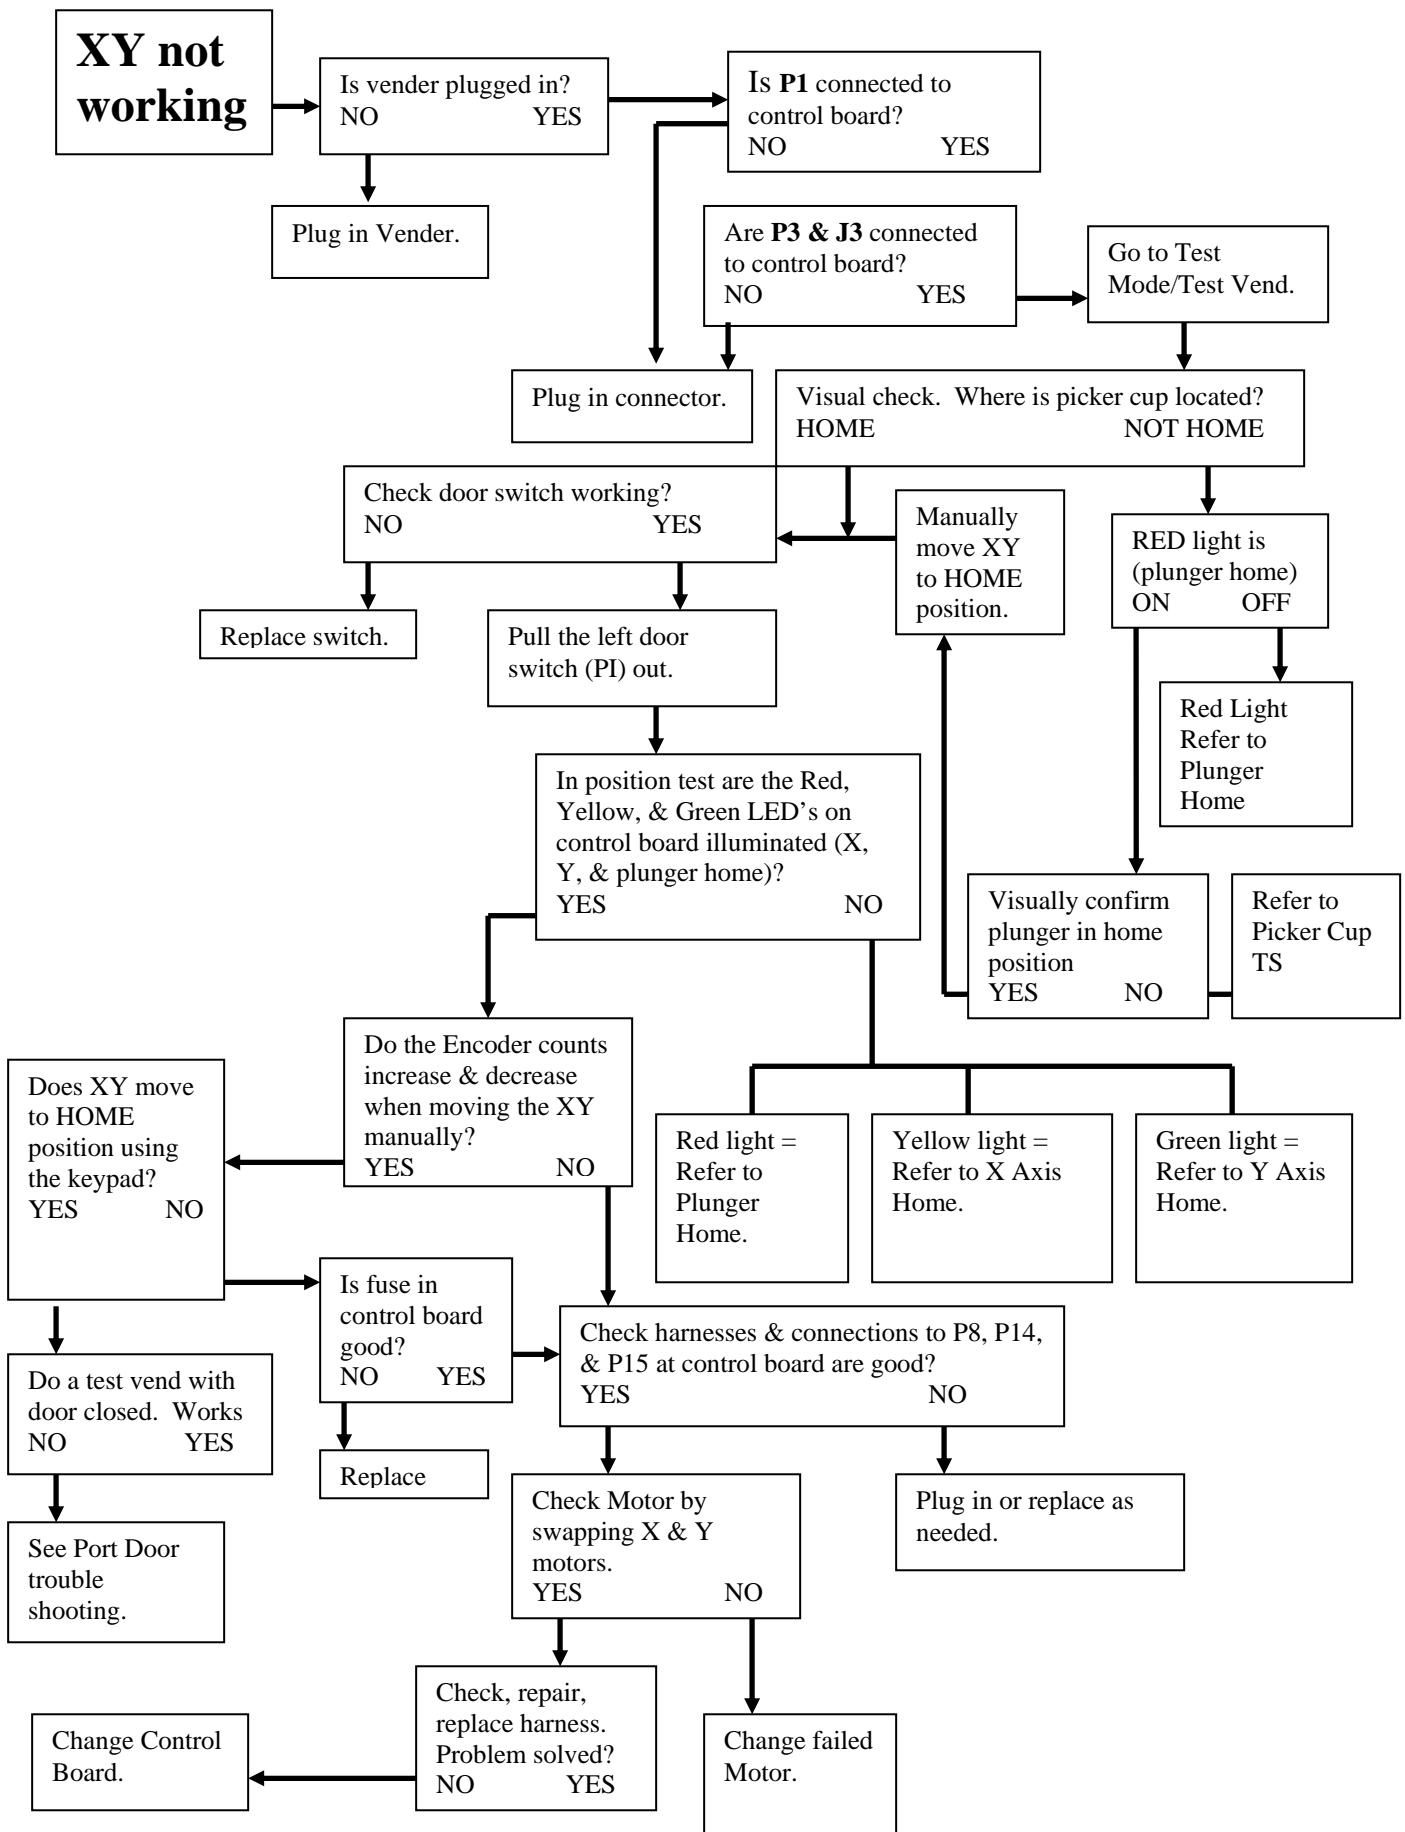 XY not
working
Is vender plugged in?
NO YES
Is P1 connected to
control board?
NO YES
Plug in Vender.
Are P3 & J3 connected
to control board?
NO YES
Go to Test
Mode/Test Vend.
Plug in connector.
Visual check. Where is picker cup located?
HOME NOT HOME
Check door switch working?
NO YES
Manually
move XY
to HOME
position.
RED light is
(plunger home)
ON OFF
Replace switch.
Pull the left door
switch (PI) out.
Red Light
Refer to
Plunger
Home
In position test are the Red,
Yellow, & Green LED’s on
control board illuminated (X,
Y, & plunger home)?
YES NO
Visually confirm
plunger in home
position
YES NO
Refer to
Picker Cup
TS
Do the Encoder counts
increase & decrease
when moving the XY
manually?
YES NO
Does XY move
to HOME
position using
the keypad?
YES NO
Red light =
Refer to
Plunger
Home.
Yellow light =
Refer to X Axis
Home.
Green light =
Refer to Y Axis
Home.
Is fuse in
control board
good?
NO YES
Check harnesses & connections to P8, P14,
& P15 at control board are good?
YES NO
Do a test vend with
door closed. Works
NO YES
Replace
Check Motor by
swapping X & Y
motors.
YES NO
Plug in or replace as
needed.
See Port Door
trouble
shooting.
Check, repair,
replace harness.
Problem solved?
NO YES
Change Control
Board.
Change failed
Motor.